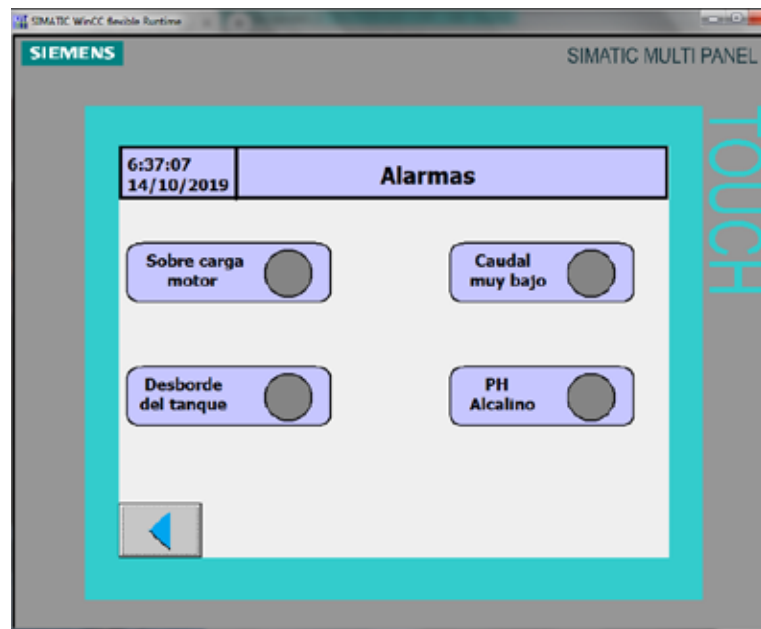 SIMATIC WinCC flexible Runtime
SIEMENS
SIMATIC MULTI PANEL
TOUCH
6:37:07
14/10/2019
Alarmas
Sobre carga
motor
Caudal
muy bajo
Desborde
del tanque
PH
Alcalino